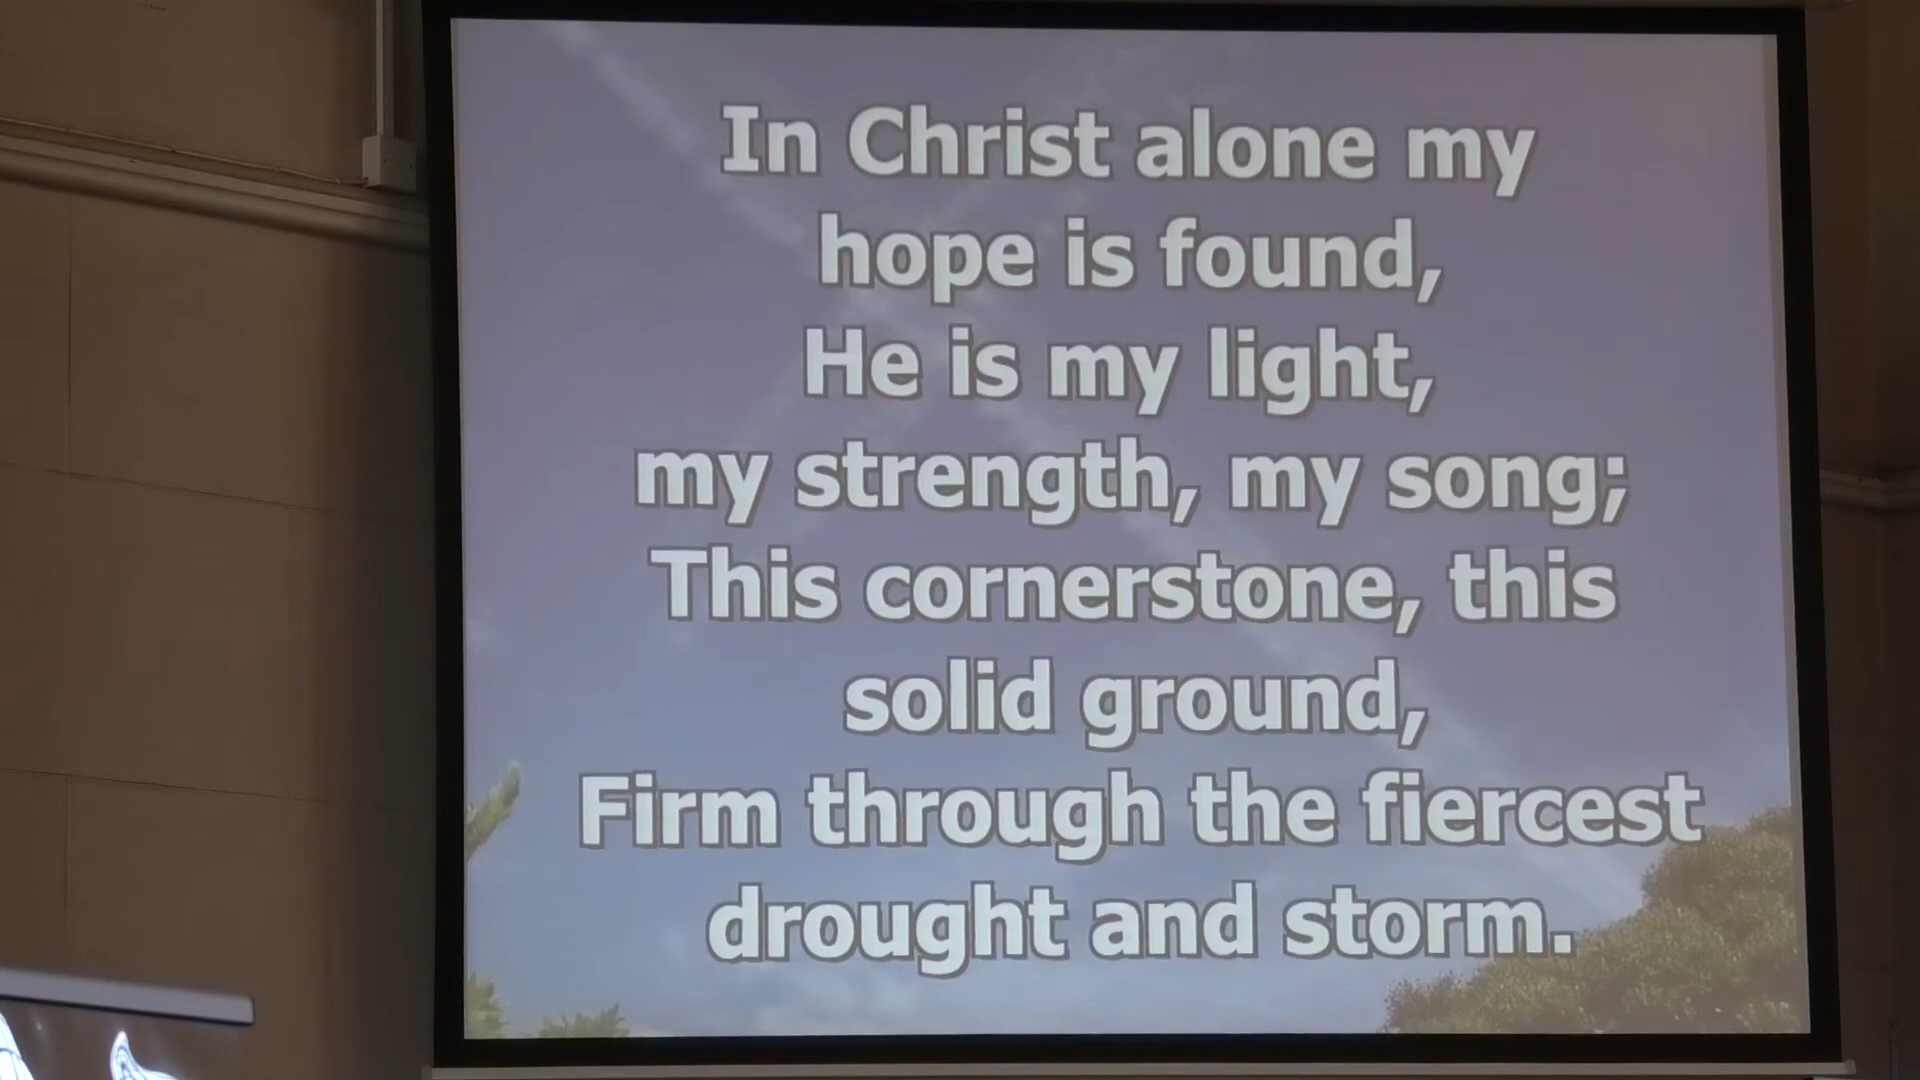 In Christ alone my
hope is found,
He is my light,
my strength, my song;
This cornerstone, this
solid ground,
Firm through the fiercest
drought and storm.